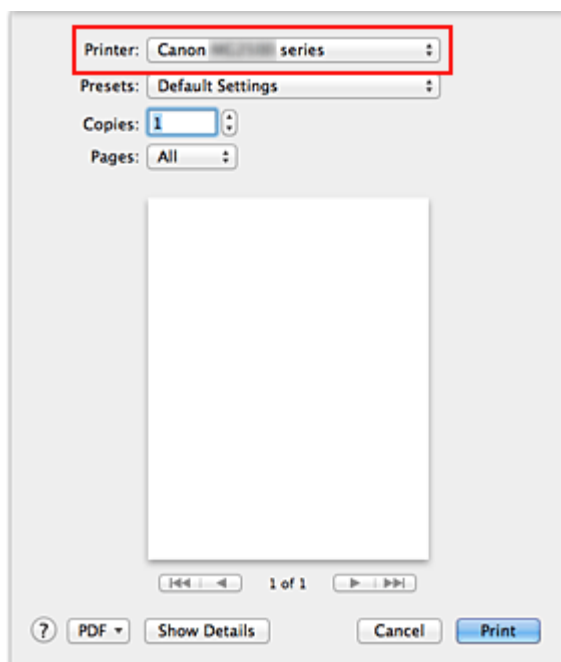 Printer: Canon series
Presets: Default Settings
Copies: 1
Pages: All
1 of 1
? PDF Show Details Cancel Print